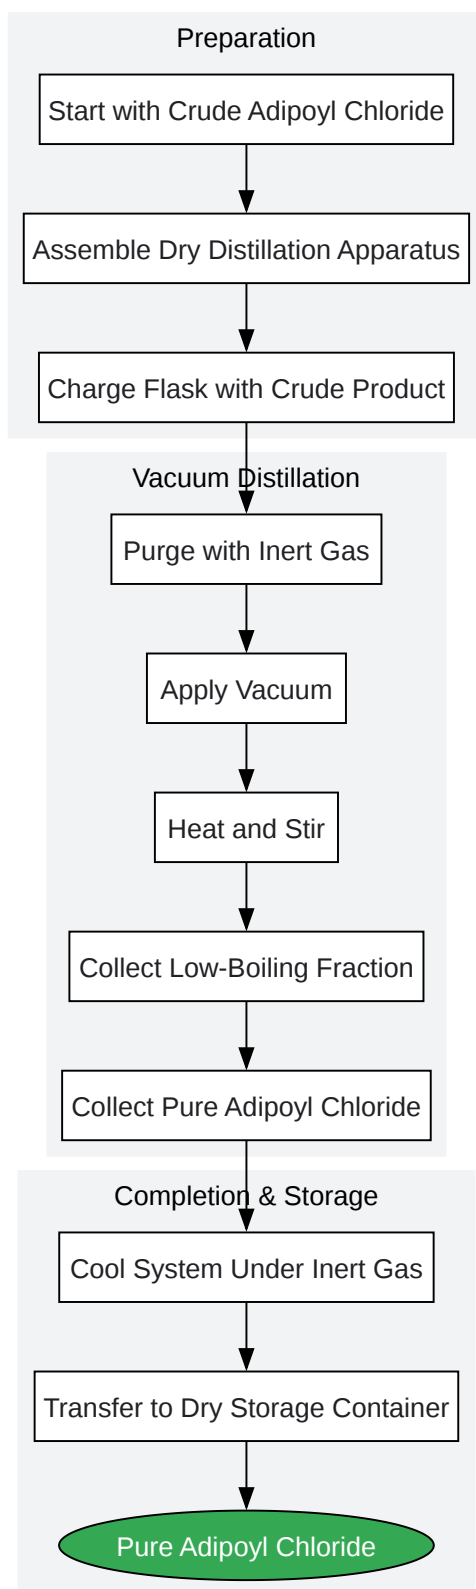 Preparation
Start with Crude Adipoyl Chloride
Assemble Dry Distillation Apparatus
Charge Flask with Crude Product
Vacuum Distillation
Purge with Inert Gas
Apply Vacuum
Heat and Stir
Collect Low-Boiling Fraction
Collect Pure Adipoyl Chloride
Completion & Storage
Cool System Under Inert Gas
Transfer to Dry Storage Container
Pure Adipoyl Chloride